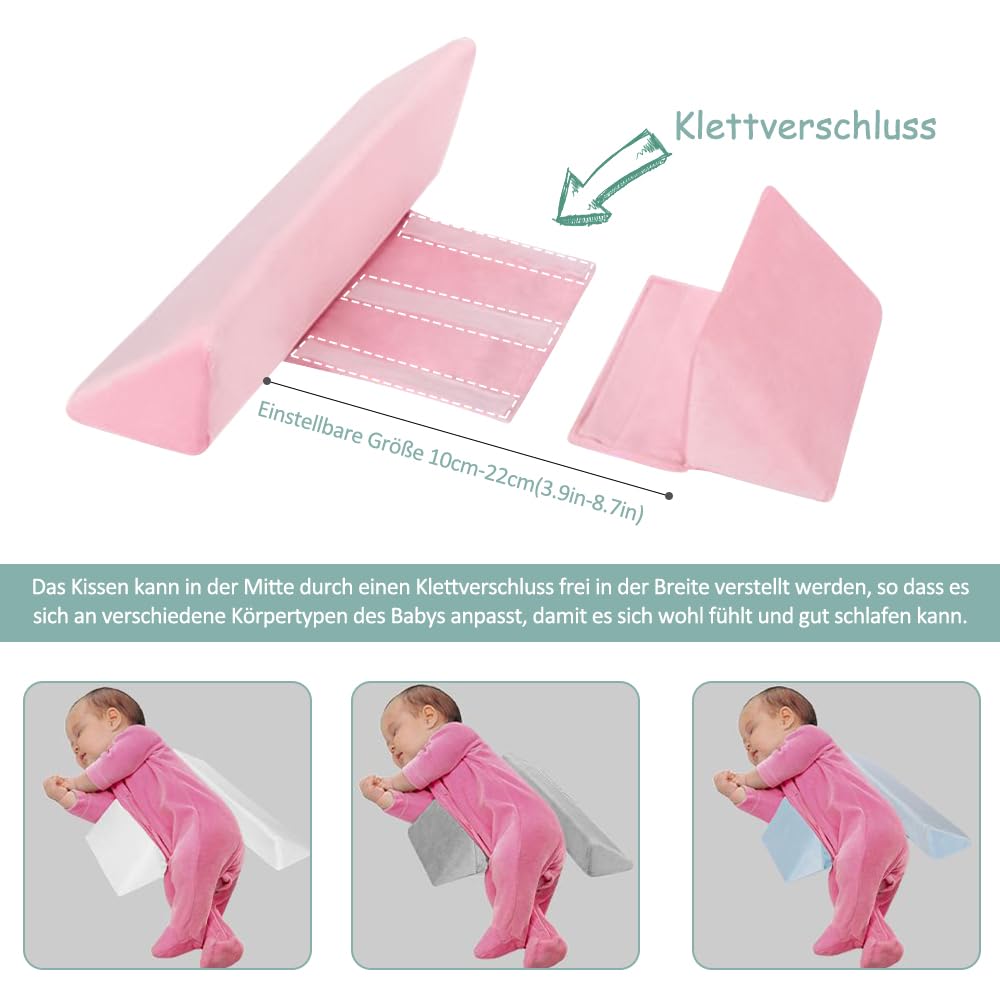 Klettverschluss
Einstellbare Größe 10cm-22cm(3.9in-8.7in)
Das Kissen kann in der Mitte durch einen Klettverschluss frei in der Breite verstellt werden, so dass es
sich an verschiedene Körpertypen des Babys anpasst, damit es sich wohl fühlt und gut schlafen kann.